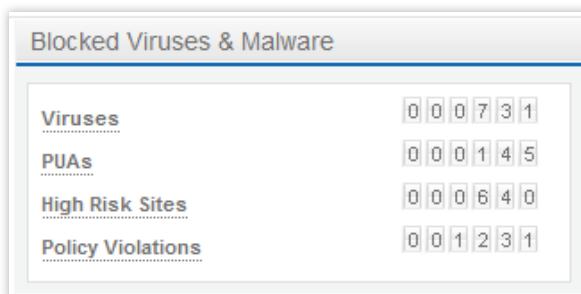 Blocked Viruses & Malware
Viruses 000731
PUAs 000145
High Risk Sites 000640
Policy Violations 001231